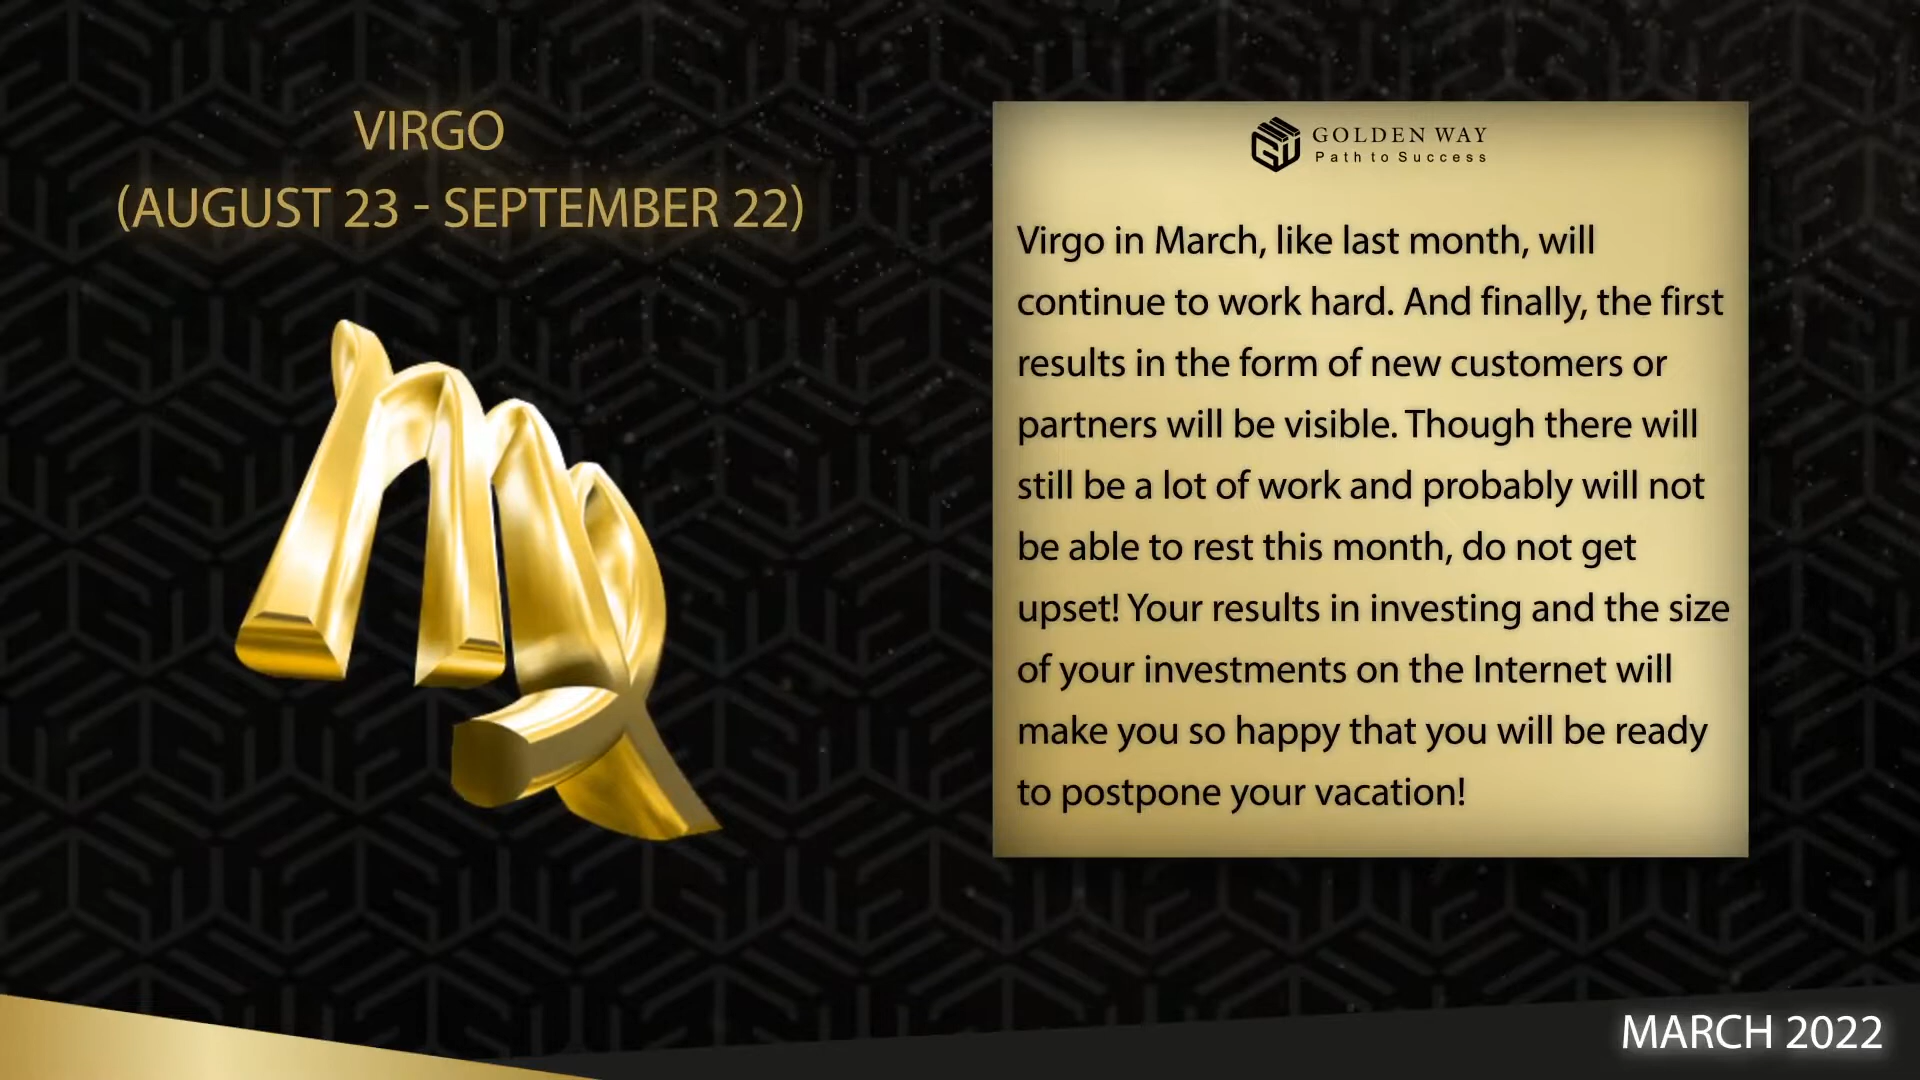 VIRGO
(AUGUST 23 - SEPTEMBER 22)
GOLDEN WAY
Path to Success
Virgo in March, like last month, will
continue to work hard. And finally, the first
results in the form of new customers or
partners will be visible. Though there will
still be a lot of work and probably will not
be able to rest this month, do not get
upset! Your results in investing and the size
of your investments on the Internet will
make you so happy that you will be ready
to postpone your vacation!
MARCH 2022